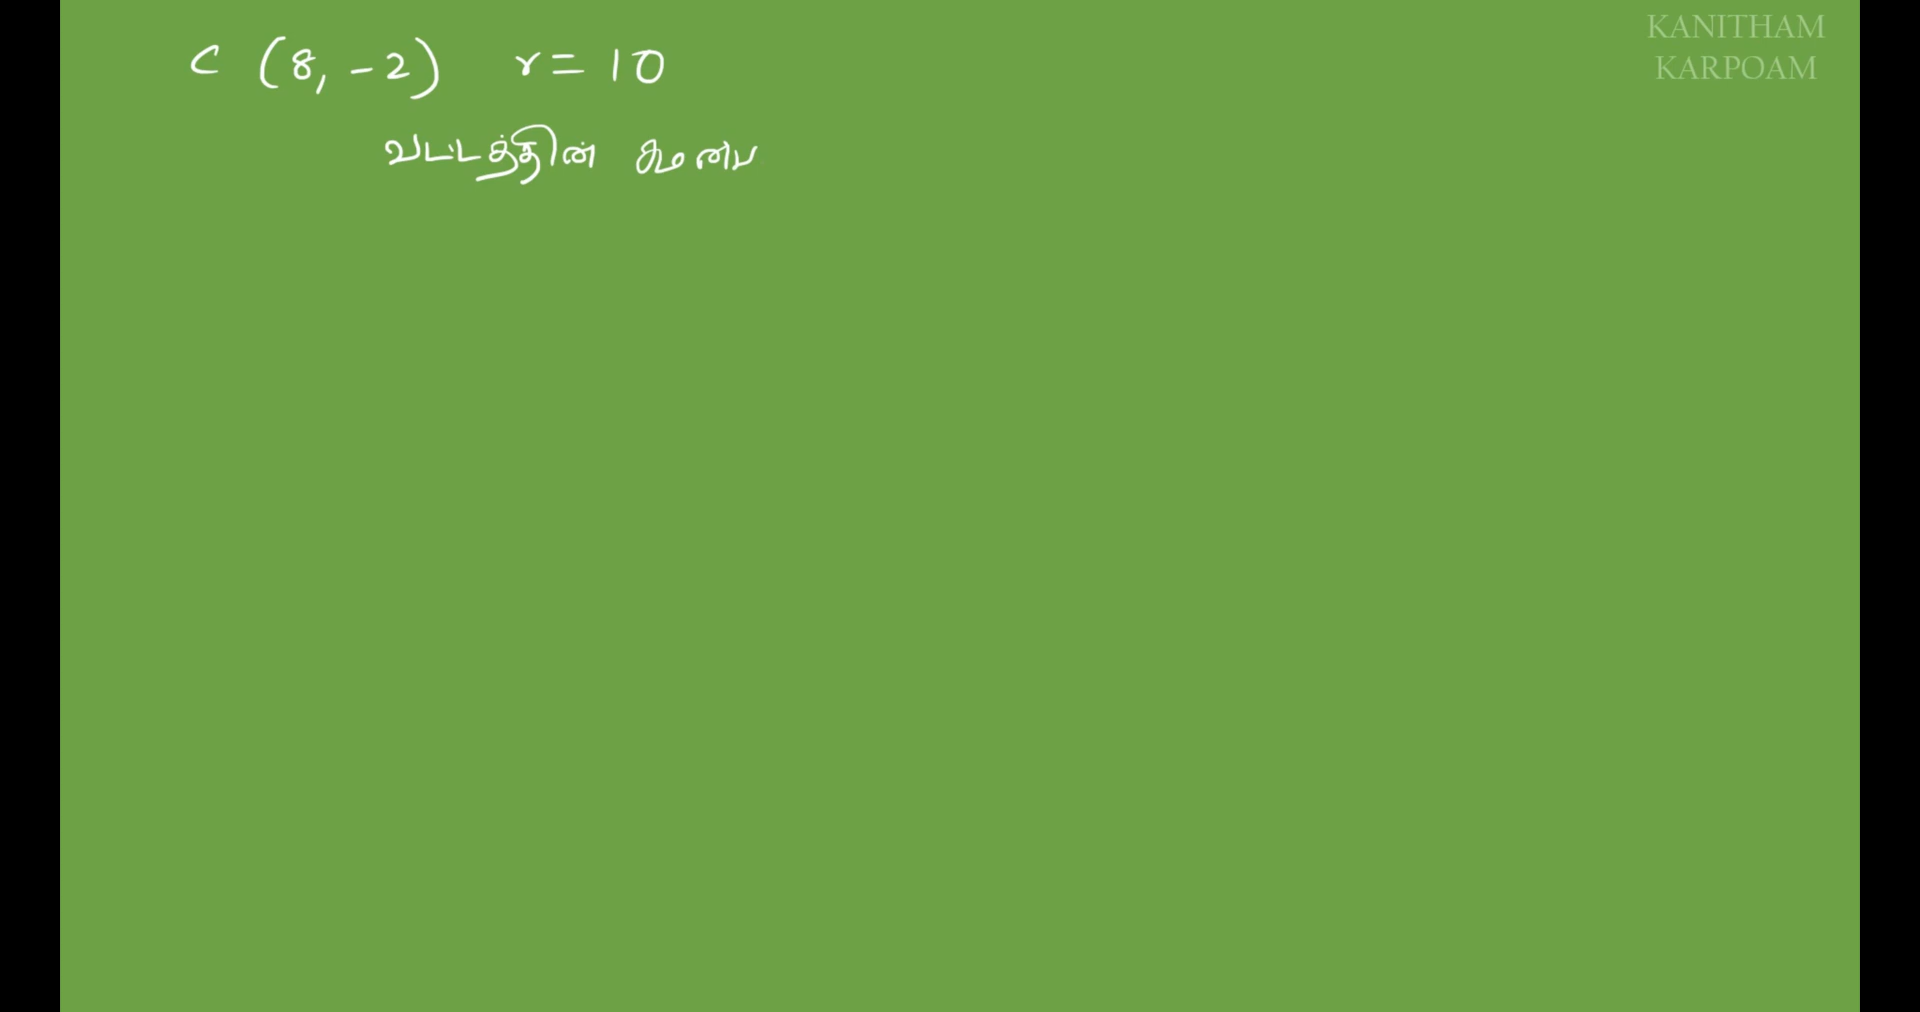 C (8, -2) r = 10
வட்டத்தின் சமன்ப
KANITHAM
KARPOAM